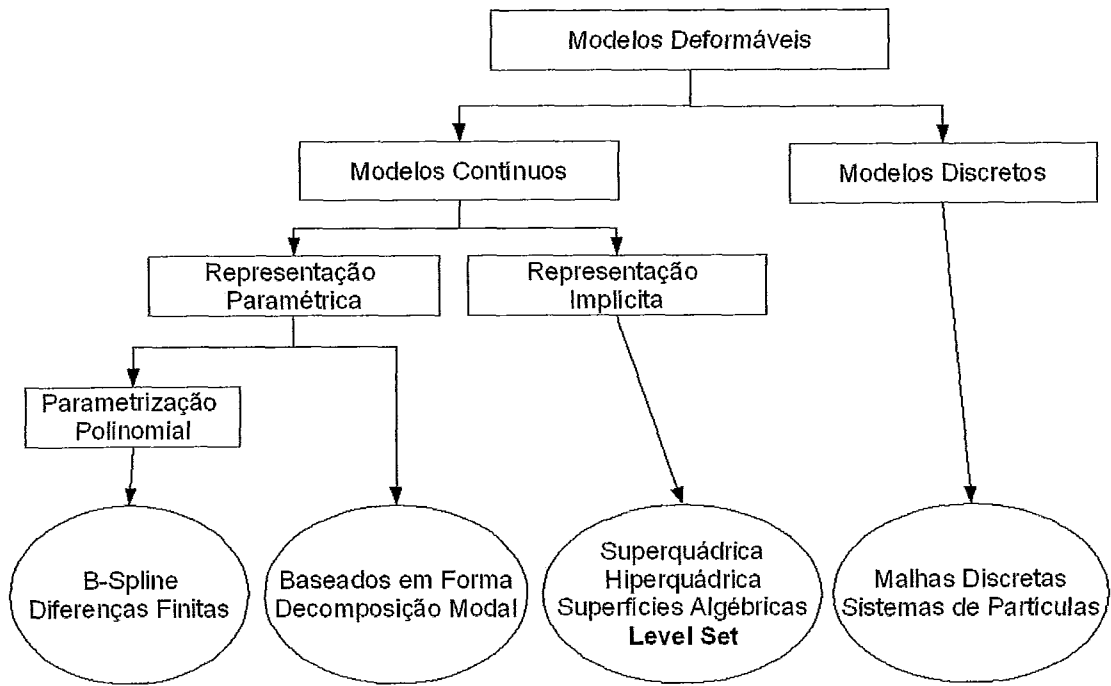 Modelos Deformáveis
Modelos Contínuos
Modelos Discretos
Representação
Paramétrica
Representação
Implícita
Parametrização
Polinomial
B-Spline
Diferenças Finitas
Baseados em Forma
Decomposição Modal
Superquádrica
Hiperquádrica
Superfícies Algébricas
Level Set
Malhas Discretas
Sistemas de Partículas